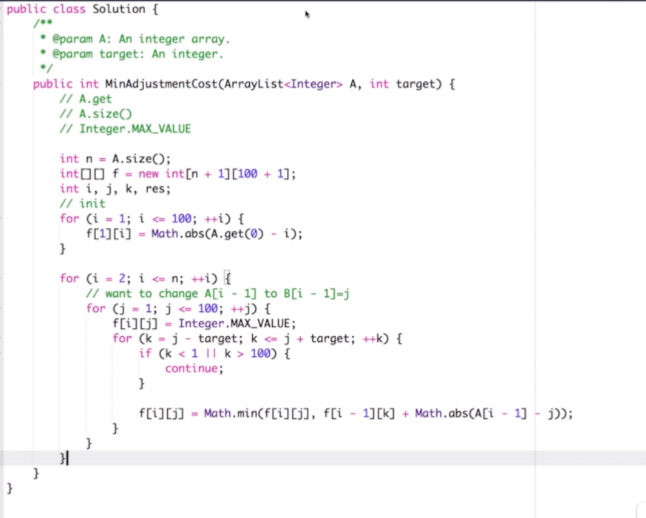 public class Solution {
    /**
     * @param A: An integer array.
     * @param target: An integer.
     */
    public int MinAdjustmentCost(ArrayList<Integer> A, int target) {
        // A.get
        // A.size()
        // Integer.MAX_VALUE

        int n = A.size();
        int[][] f = new int[n + 1][100 + 1];
        int i, j, k, res;
        // init
        for (i = 1; i <= 100; ++i) {
            f[1][i] = Math.abs(A.get(0) - i);
        }

        for (i = 2; i <= n; ++i) {
            // want to change A[i - 1] to B[i - 1]=j
            for (j = 1; j <= 100; ++j) {
                f[i][j] = Integer.MAX_VALUE;
                for (k = j - target; k <= j + target; ++k) {
                    if (k < 1 || k > 100) {
                        continue;
                    }

                    f[i][j] = Math.min(f[i][j], f[i - 1][k] + Math.abs(A[i - 1] - j));
                }
            }
        }
    }
}